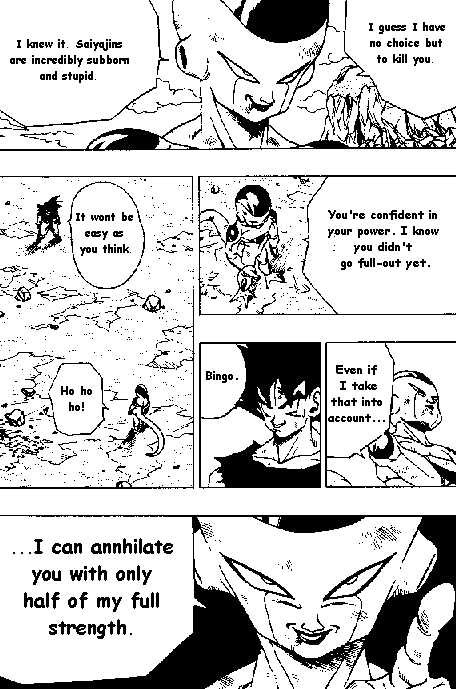 I guess I have
no choice but
to kill you.
I knew it. Saiyajins
are incredibly subborn
and stupid.
It wont be
easy as
you think.
You're confident in
your power. I know
you didn't
go full-out yet.
Ho ho
ho!
Bingo.
Even if
I take
that into
account...
...I can annhilate
you with only
half of my full
strength.